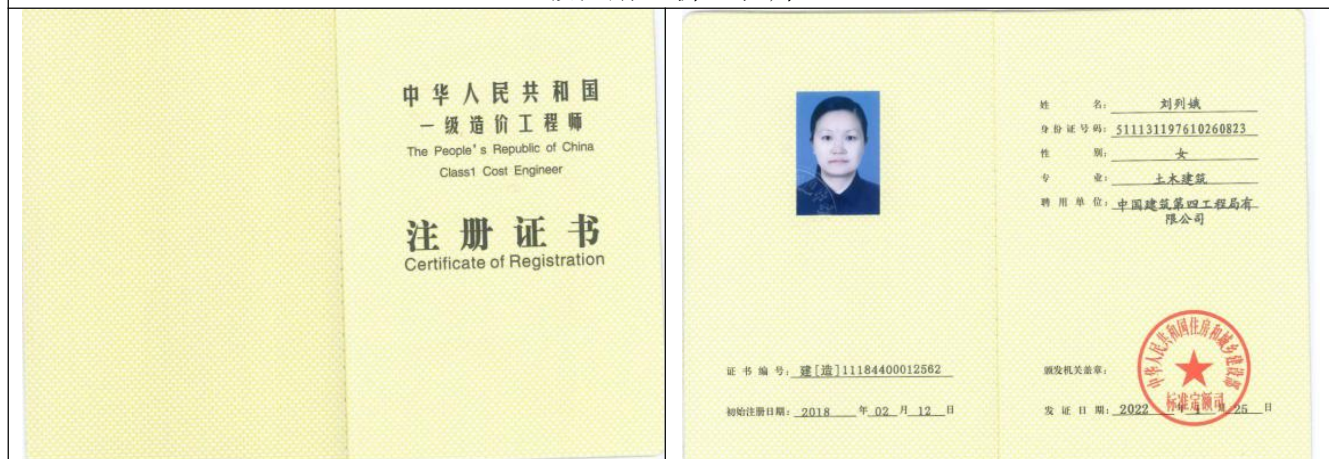 中华人民共和国
一级造价工程师
The People's Republic of China
Class1 Cost Engineer
注册证书
Certificate of Registration
姓 名: 刘列娥
身份证号码: 511131197610260823
性 别: 女
专 业: 土木建筑
聘用单位: 中国建筑第四工程局有
限公司
证书编号: 建[造]11184400012562
初始注册日期: 2018 年 02 月 12 日
颁发机关盖章:
中华人民共和国住房和城乡建设部
标准定额司
发证日期: 2022 年 1 月 25 日